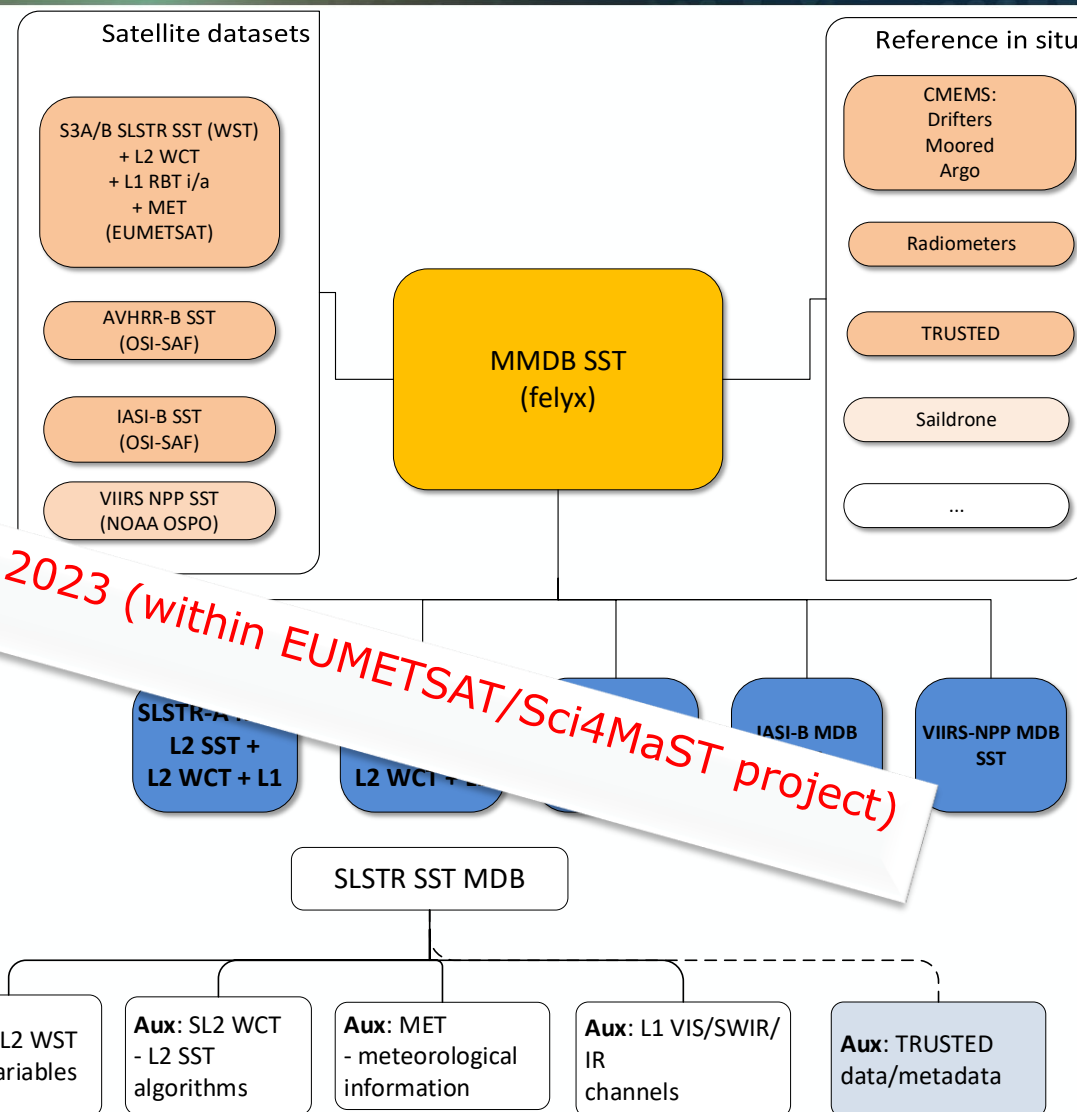 Satellite datasets
S3A/B SLSTR SST (WST)
+ L2 WCT
+ L1 RBT i/a
+ MET
(EUMETSAT)
AVHRR-B SST
(OSI-SAF)
IASI-B SST
(OSI-SAF)
VIIRS NPP SST
(NOAA OSPO)
MMDB SST
(felyx)
Reference in situ
CMEMS:
Drifters
Moored
Argo
Radiometers
TRUSTED
Saildrone
...
2023 (within EUMETSAT/Sci4MaST project)
SLSTR-A
L2 SST +
L2 WCT + L1
L2 WCT +
IASI-B MDB
VIIRS-NPP MDB
SST
SLSTR SST MDB
L2 WST
Aux: SL2 WCT
- L2 SST
algorithms
Aux: MET
- meteorological
information
Aux: L1 VIS/SWIR/
IR
channels
Aux: TRUSTED
data/metadata